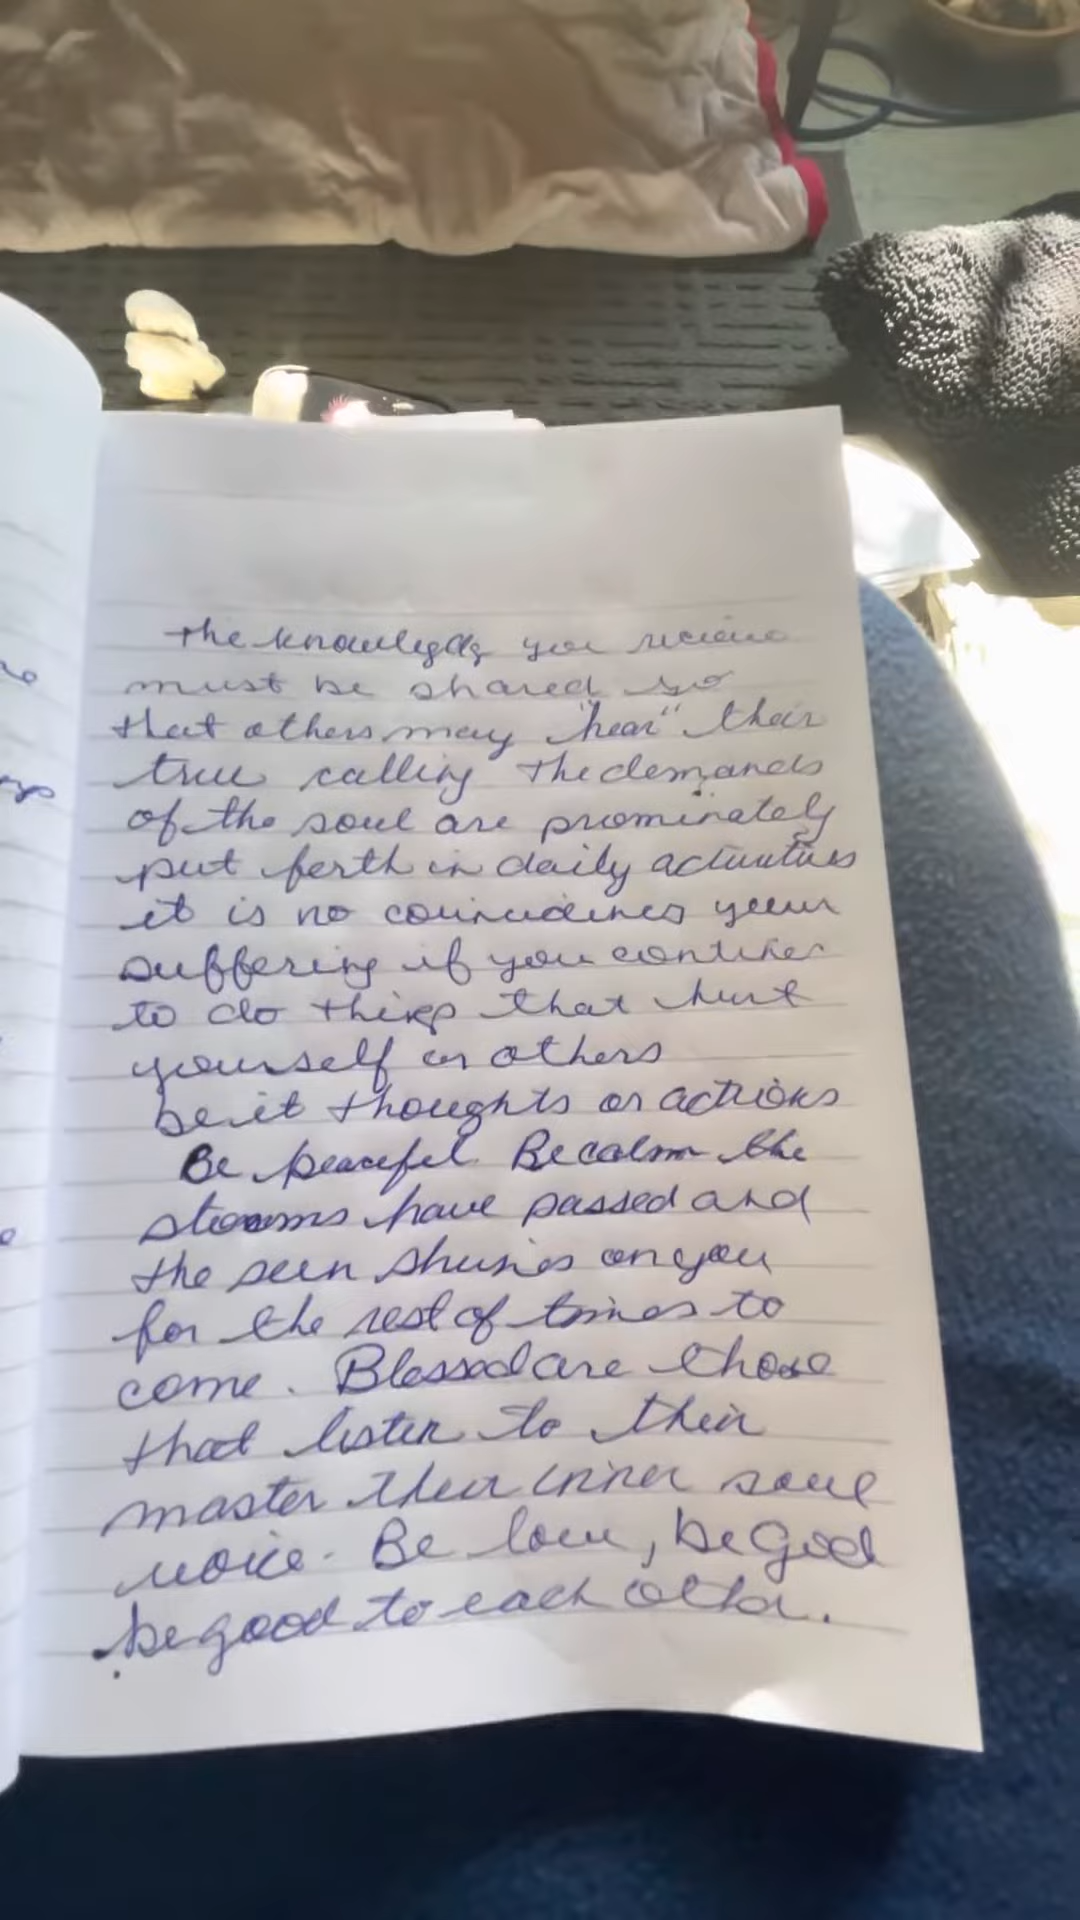 The knowledge you recieve
must be shared so
that others may "hear" their
true calling The demands
of the soul are prominately
put forth in daily activities
it is no coincidences your
suffering if you continue
to do things that hurt
yourself or others
be it thoughts or actions
Be peaceful. Be calm the
storms have passed and
the sun shines on you
for the rest of times to
come. Blessed are those
that listen to their
master their inner soul
voice. Be love, be God
be good to each other.